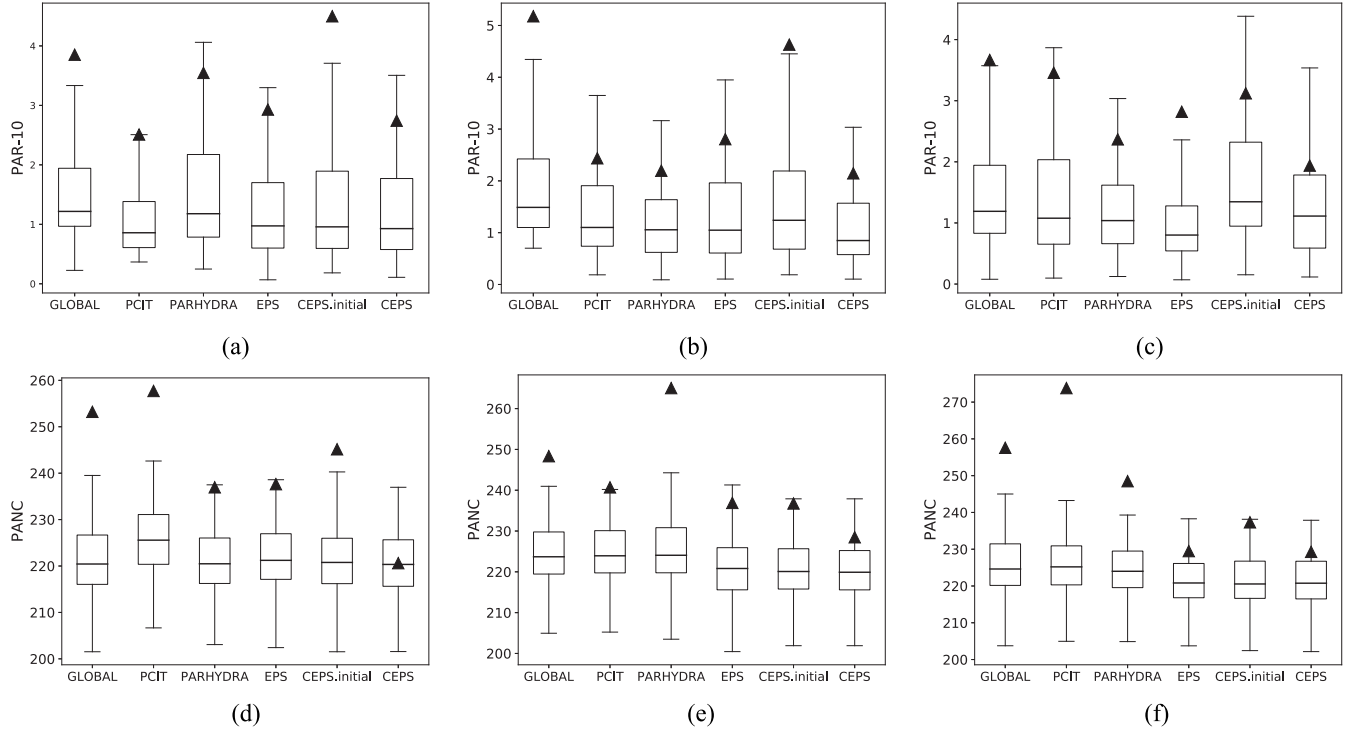 PAR-10
4
3
2
1
0
GLOBAL PCIT PARHYDRA EPS CEPS.initial CEPS
(a)
PAR-10
5
4
3
2
1
0
GLOBAL PCIT PARHYDRA EPS CEPS.initial CEPS
(b)
PAR-10
4
3
2
1
0
GLOBAL PCIT PARHYDRA EPS CEPS.initial CEPS
(c)
PANC
260
250
240
230
220
210
200
GLOBAL PCIT PARHYDRA EPS CEPS.initial CEPS
(d)
PANC
260
250
240
230
220
210
200
GLOBAL PCIT PARHYDRA EPS CEPS.initial CEPS
(e)
PANC
270
260
250
240
230
220
210
200
GLOBAL PCIT PARHYDRA EPS CEPS.initial CEPS
(f)